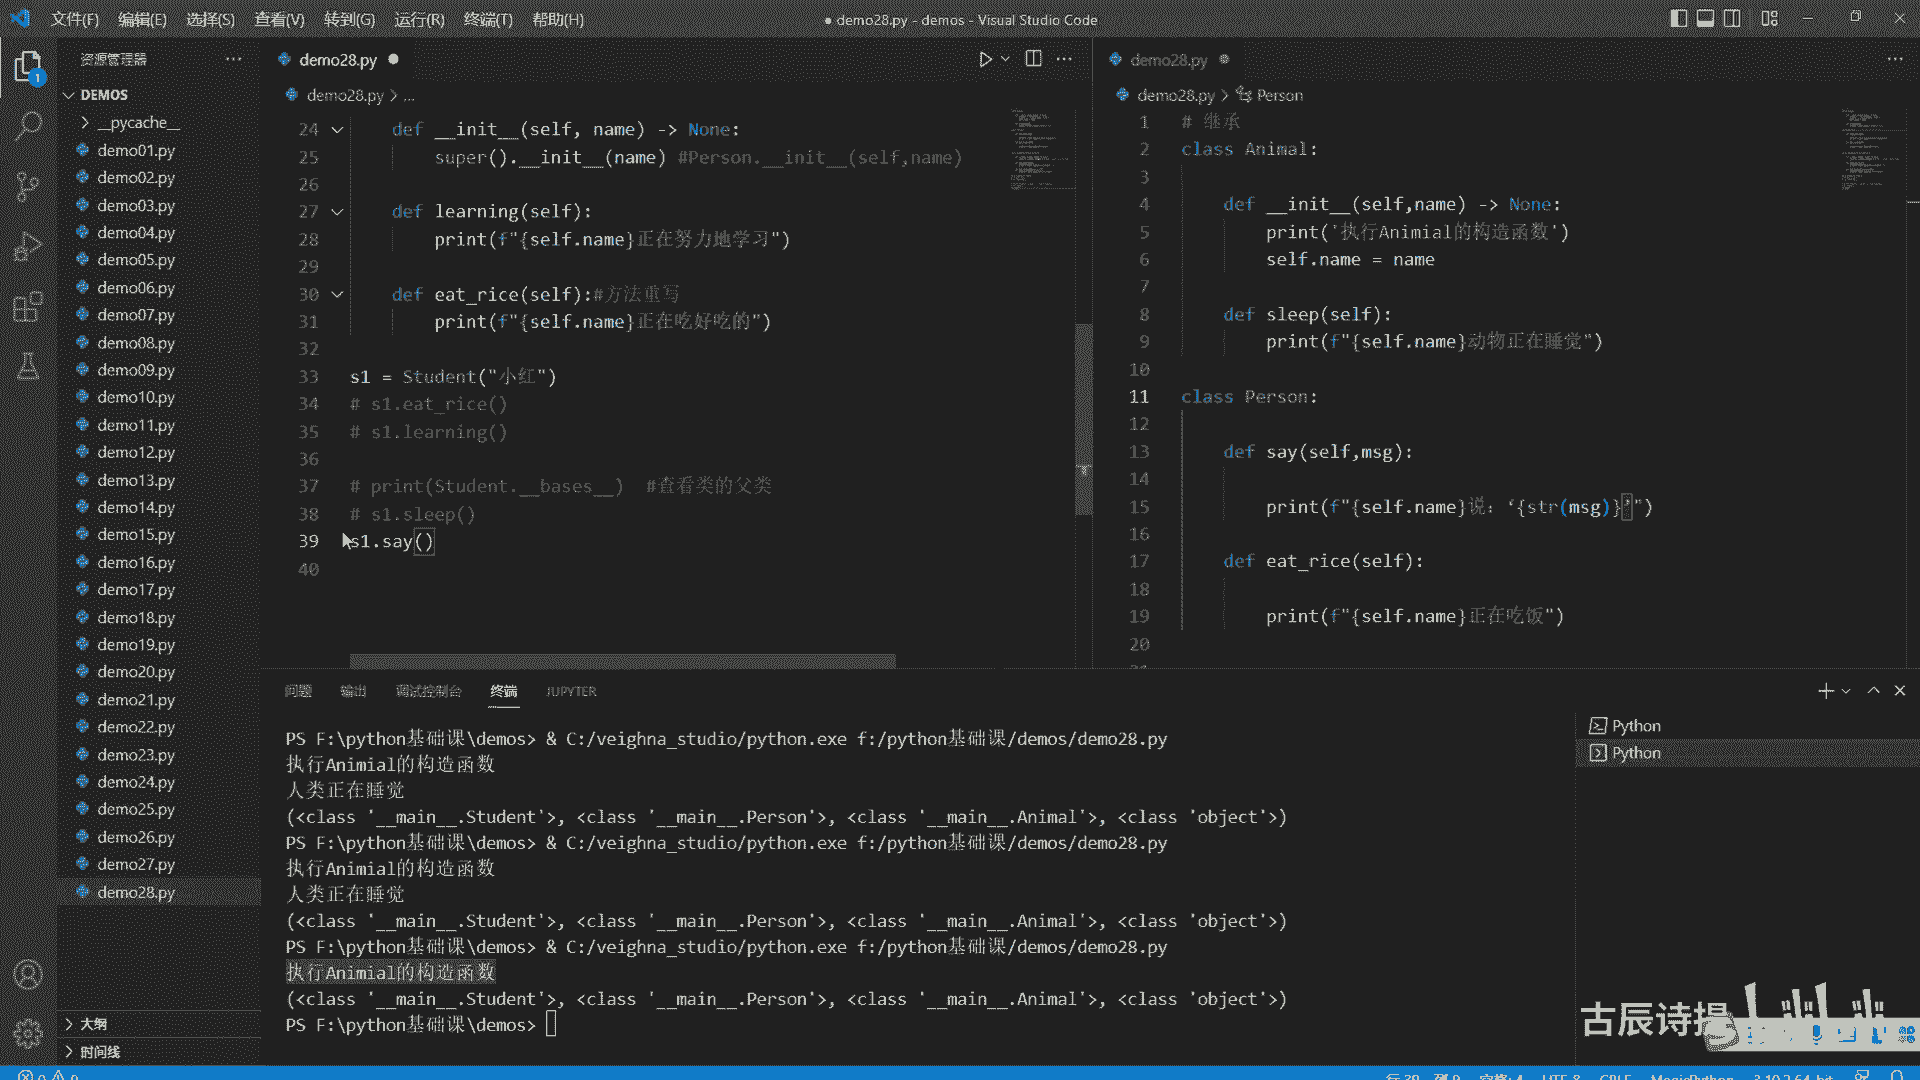 文件(F) 编辑(E) 选择(S) 查看(V) 转到(G) 运行(R) 终端(T) 帮助(H)
● demo28.py - demos - Visual Studio Code
资源管理器
DEMOS
__pycache__
demo01.py
demo02.py
demo03.py
demo04.py
demo05.py
demo06.py
demo07.py
demo08.py
demo09.py
demo10.py
demo11.py
demo12.py
demo13.py
demo14.py
demo15.py
demo16.py
demo17.py
demo18.py
demo19.py
demo20.py
demo21.py
demo22.py
demo23.py
demo24.py
demo25.py
demo26.py
demo27.py
demo28.py
大纲
时间线
1
demo28.py
demo28.py > ...
24 def __init__(self, name) -> None:
25 super().__init__(name) #Person.__init__(self,name)
26
27 def learning(self):
28 print(f"{self.name}正在努力地学习")
29
30 def eat_rice(self):#方法重写
31 print(f"{self.name}正在吃好吃的")
32
33 s1 = Student("小红")
34 # s1.eat_rice()
35 # s1.learning()
36
37 # print(Student.__bases__) #查看类的父类
38 # s1.sleep()
39 s1.say()
40
demo28.py
demo28.py > Person
1 # 继承
2 class Animal:
3
4 def __init__(self,name) -> None:
5 print('执行Animial的构造函数')
6 self.name = name
7
8 def sleep(self):
9 print(f"{self.name}动物正在睡觉")
10
11 class Person:
12
13 def say(self,msg):
14
15 print(f"{self.name}说：‘{str(msg)}’")
16
17 def eat_rice(self):
18
19 print(f"{self.name}正在吃饭")
20
问题 输出 调试控制台 终端 JUPYTER
PS F:\python基础课\demos> & C:/veighna_studio/python.exe f:/python基础课/demos/demo28.py
执行Animial的构造函数
人类正在睡觉
(<class '__main__.Student'>, <class '__main__.Person'>, <class '__main__.Animal'>, <class 'object'>)
PS F:\python基础课\demos> & C:/veighna_studio/python.exe f:/python基础课/demos/demo28.py
执行Animial的构造函数
人类正在睡觉
(<class '__main__.Student'>, <class '__main__.Person'>, <class '__main__.Animal'>, <class 'object'>)
PS F:\python基础课\demos> & C:/veighna_studio/python.exe f:/python基础课/demos/demo28.py
执行Animial的构造函数
(<class '__main__.Student'>, <class '__main__.Person'>, <class '__main__.Animal'>, <class 'object'>)
PS F:\python基础课\demos>
Python
Python
古辰诗提